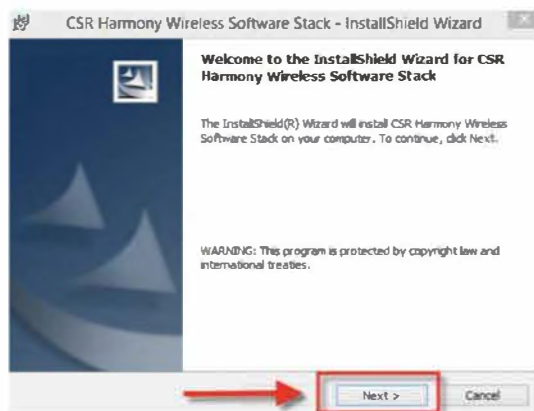 CSR Harmony Wireless Software Stack - InstallShield Wizard
Welcome to the InstallShield Wizard for CSR
Harmony Wireless Software Stack
The InstallShield(R) Wizard will install CSR Harmony Wireless
Software Stack on your computer. To continue, click Next.
WARNING: This program is protected by copyright law and
international treaties.
Next >
Cancel